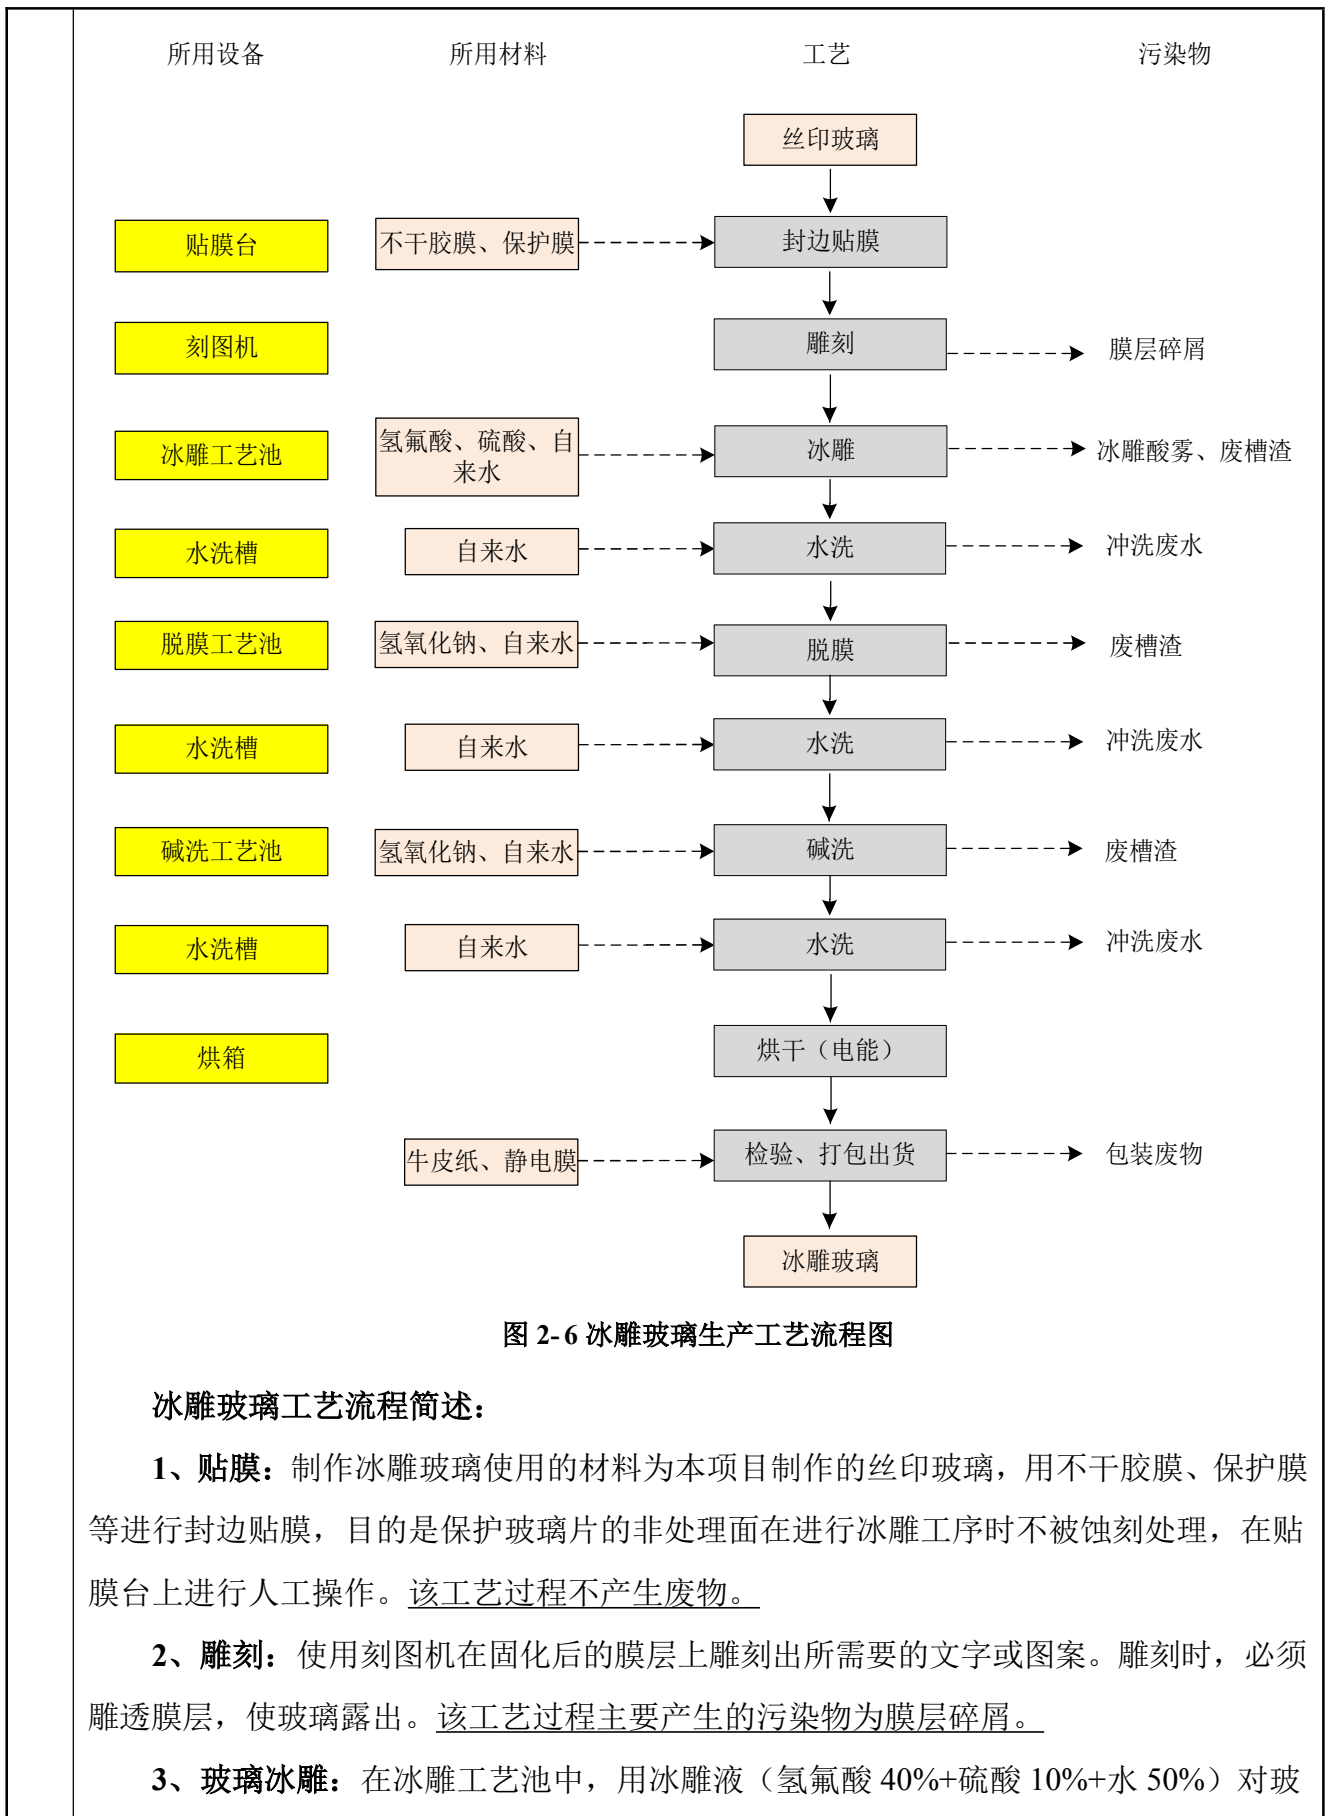 所用设备 所用材料 工艺 污染物
丝印玻璃
贴膜台 不干胶膜、保护膜 封边贴膜
刻图机 雕刻 膜层碎屑
冰雕工艺池 氢氟酸、硫酸、自 冰雕 冰雕酸雾、废槽渣
来水
水洗槽 自来水 水洗 冲洗废水
脱膜工艺池 氢氧化钠、自来水 脱膜 废槽渣
水洗槽 自来水 水洗 冲洗废水
碱洗工艺池 氢氧化钠、自来水 碱洗 废槽渣
水洗槽 自来水 水洗 冲洗废水
烘箱 烘干（电能）
牛皮纸、静电膜 检验、打包出货 包装废物
冰雕玻璃
图 2-6 冰雕玻璃生产工艺流程图
冰雕玻璃工艺流程简述：
1、贴膜：制作冰雕玻璃使用的材料为本项目制作的丝印玻璃，用不干胶膜、保护膜
等进行封边贴膜，目的是保护玻璃片的非处理面在进行冰雕工序时不被蚀刻处理，在贴
膜台上进行人工操作。该工艺过程不产生废物。
2、雕刻：使用刻图机在固化后的膜层上雕刻出所需要的文字或图案。雕刻时，必须
雕透膜层，使玻璃露出。该工艺过程主要产生的污染物为膜层碎屑。
3、玻璃冰雕：在冰雕工艺池中，用冰雕液（氢氟酸 40%+硫酸 10%+水 50%）对玻